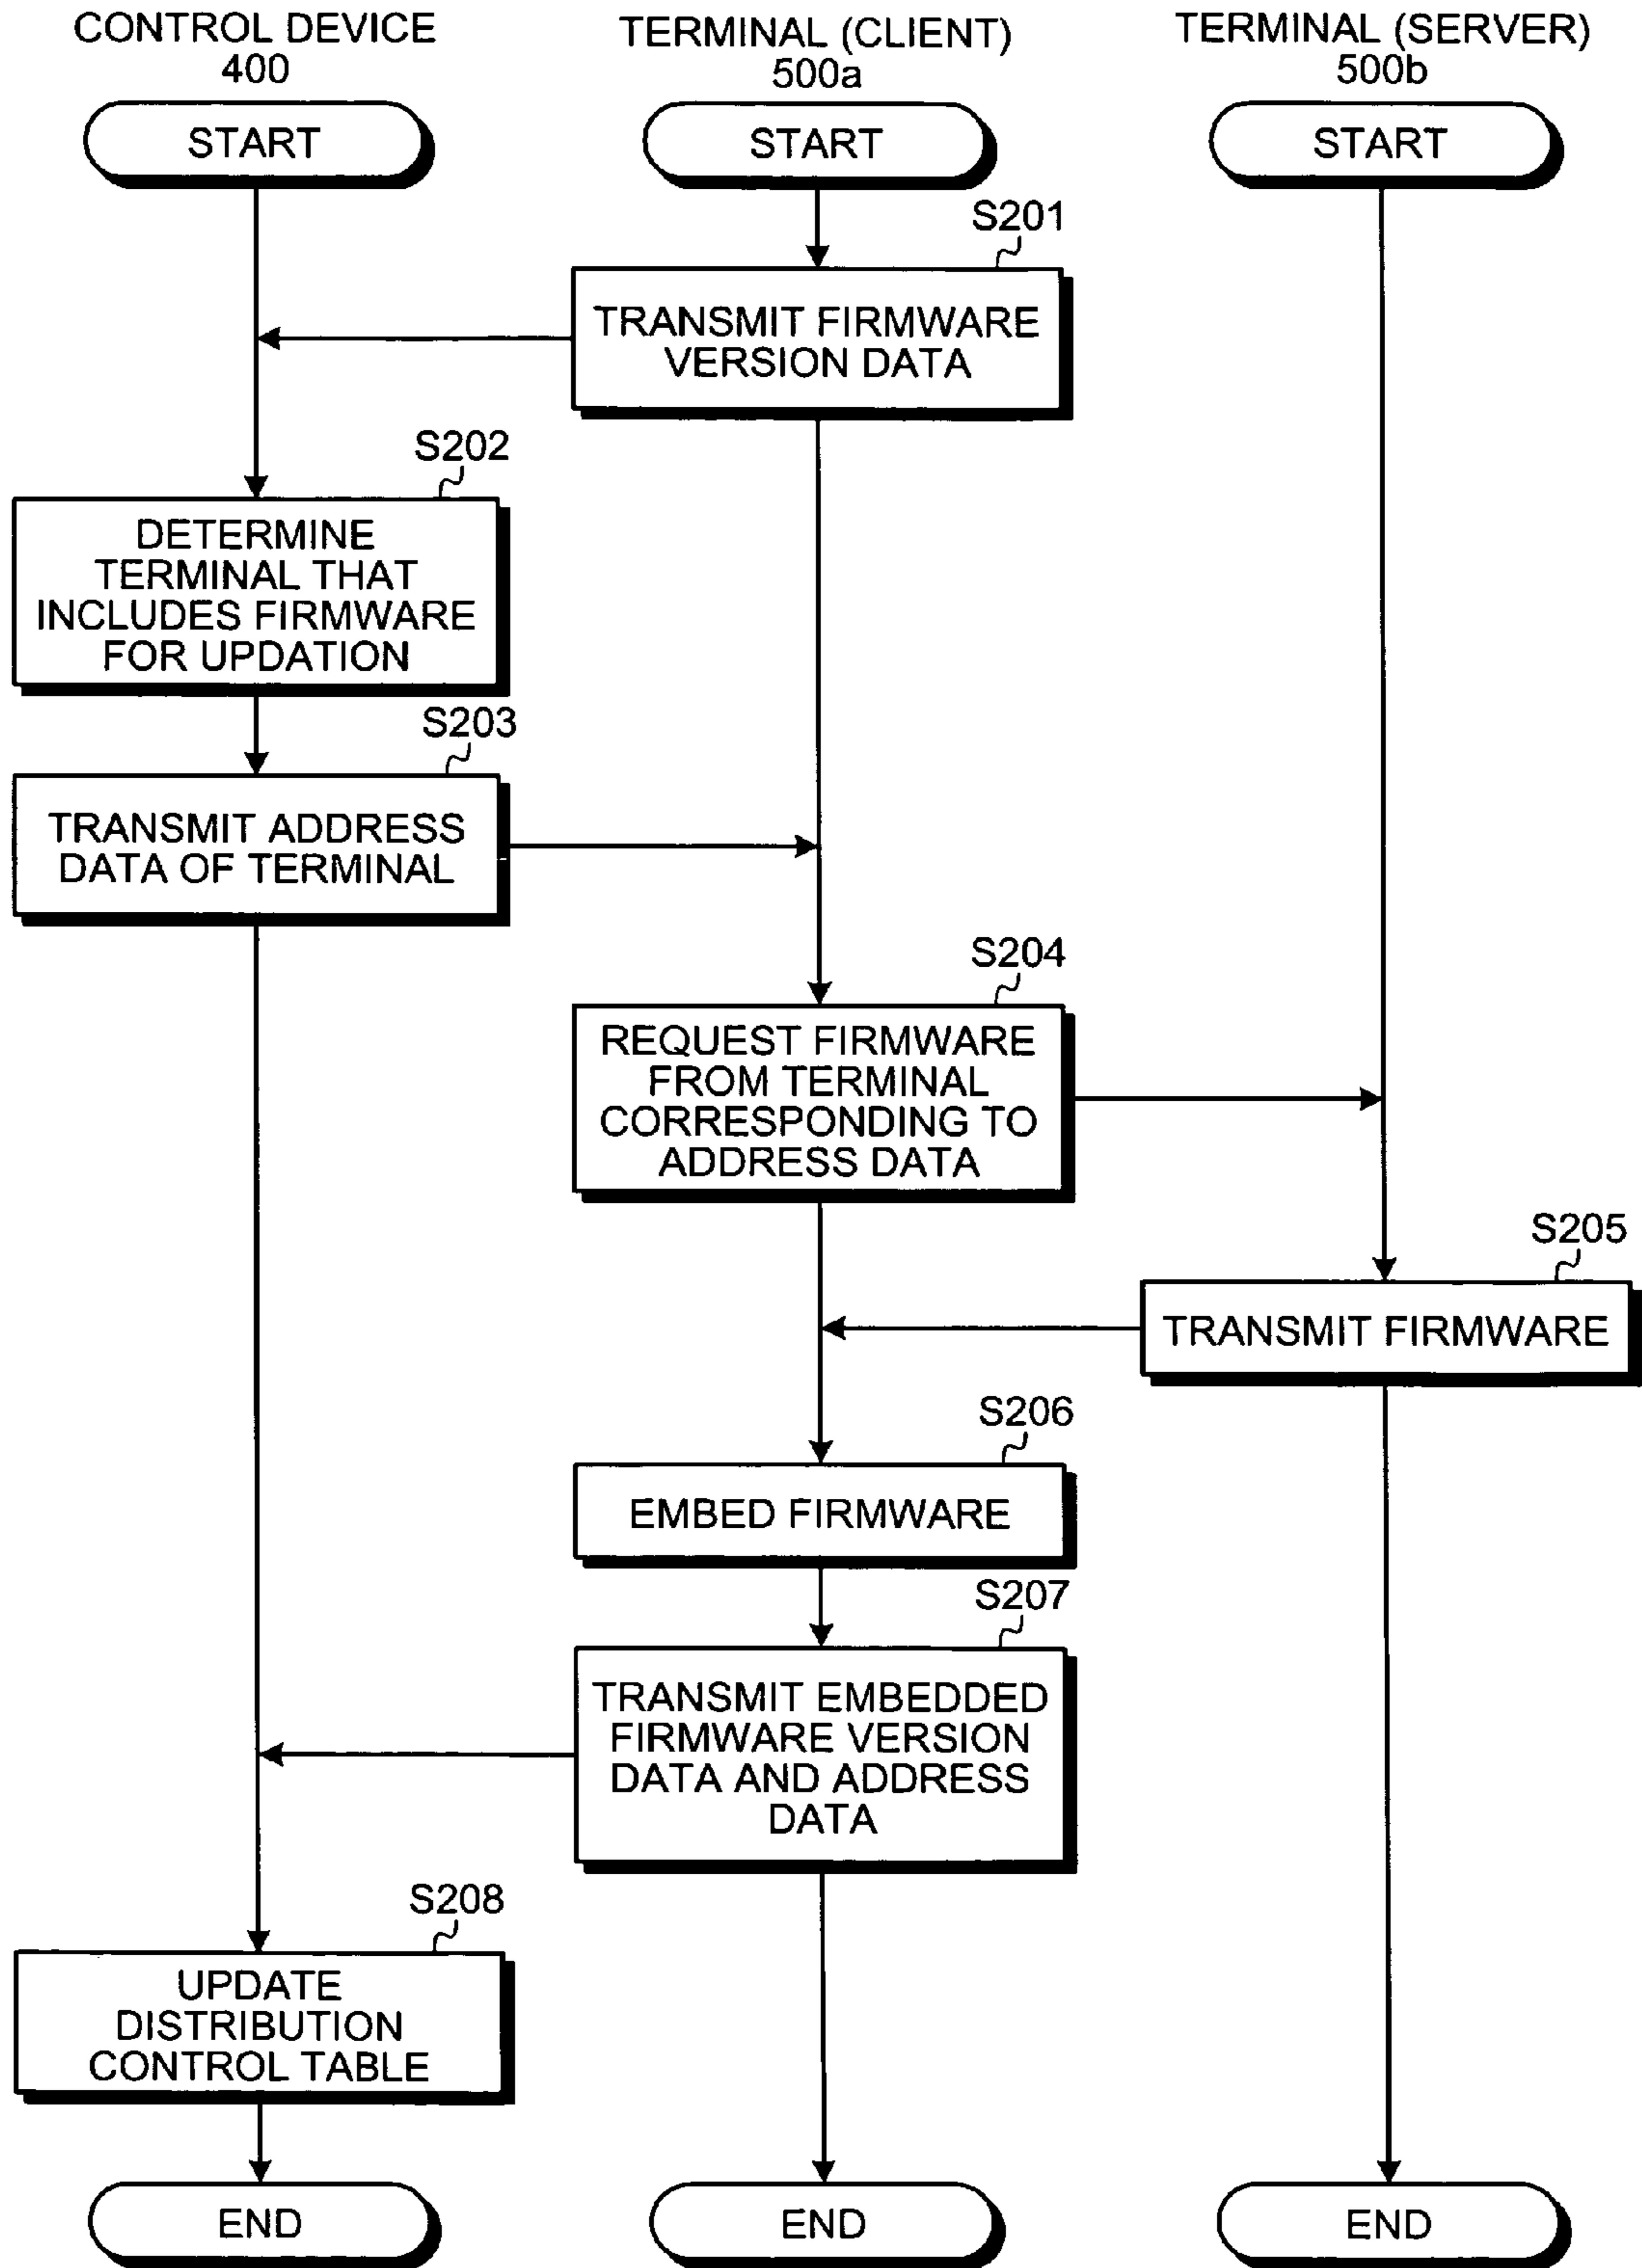 CONTROL DEVICE
400
TERMINAL (CLIENT)
500a
TERMINAL (SERVER)
500b
START
START
START
S201
TRANSMIT FIRMWARE
VERSION DATA
S202
DETERMINE
TERMINAL THAT
INCLUDES FIRMWARE
FOR UPDATION
S203
TRANSMIT ADDRESS
DATA OF TERMINAL
S204
REQUEST FIRMWARE
FROM TERMINAL
CORRESPONDING TO
ADDRESS DATA
S205
TRANSMIT FIRMWARE
S206
EMBED FIRMWARE
S207
TRANSMIT EMBEDDED
FIRMWARE VERSION
DATA AND ADDRESS
DATA
S208
UPDATE
DISTRIBUTION
CONTROL TABLE
END
END
END